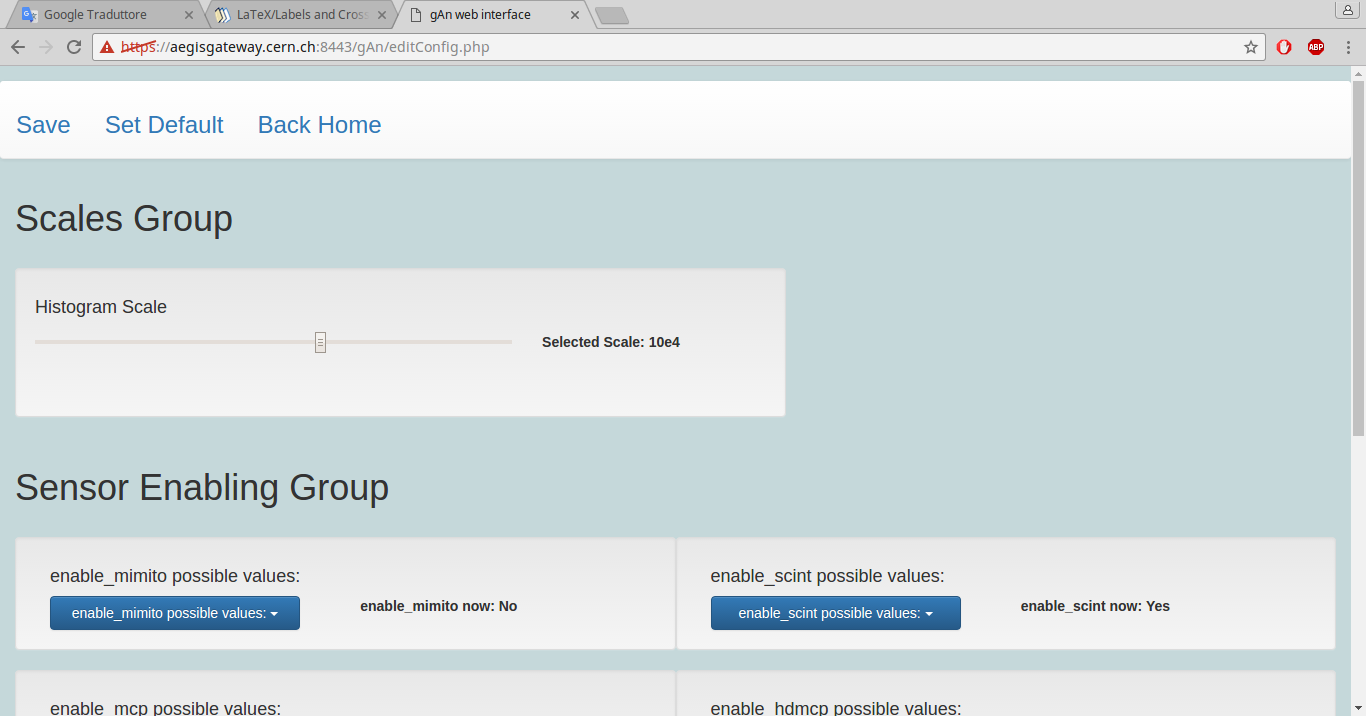 Google Traduttore
LaTeX/Labels and Cross
gAn web interface
https://aegisgateway.cern.ch:8443/gAn/editConfig.php
ABP
Save Set Default Back Home
Scales Group
Histogram Scale
Selected Scale: 10e4
Sensor Enabling Group
enable_mimito possible values:
enable_mimito possible values:
enable_mimito now: No
enable_scint possible values:
enable_scint possible values:
enable_scint now: Yes
enable_mcp possible values:
enable_hdmcp possible values: